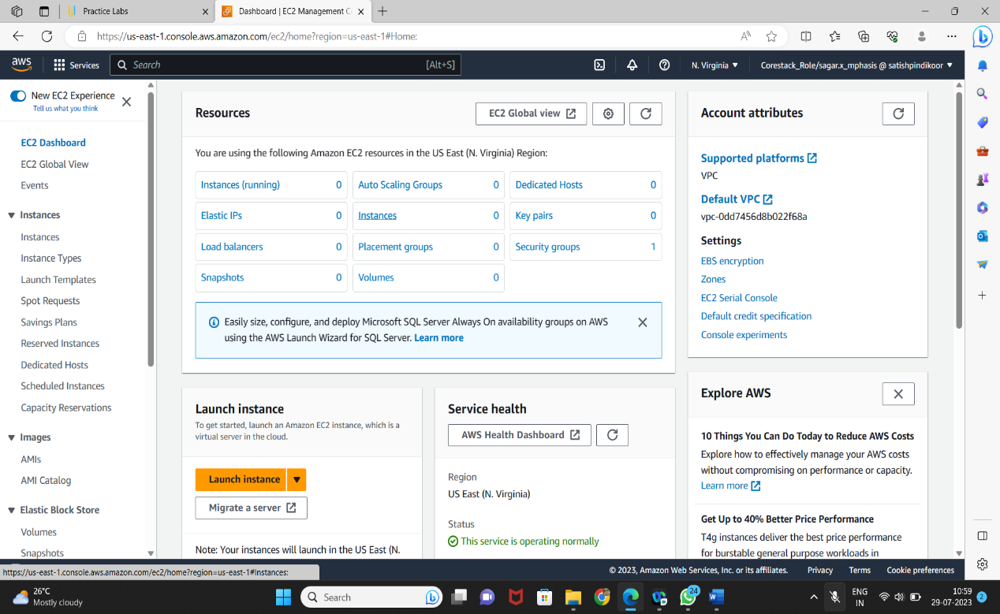 Practice Labs
Dashboard | EC2 Management C
https://us-east-1.console.aws.amazon.com/ec2/home?region=us-east-1#Home:
aws
Services
Search
[Alt+S]
N. Virginia
Corestack_Role/sagar.x_mphasis @ satishpindikoor
New EC2 Experience
Tell us what you think
EC2 Dashboard
EC2 Global View
Events
Instances
Instances
Instance Types
Launch Templates
Spot Requests
Savings Plans
Reserved Instances
Dedicated Hosts
Scheduled Instances
Capacity Reservations
Images
AMIs
AMI Catalog
Elastic Block Store
Volumes
Snapshots
Resources
EC2 Global view
You are using the following Amazon EC2 resources in the US East (N. Virginia) Region:
Instances (running) 0
Auto Scaling Groups 0
Dedicated Hosts 0
Elastic IPs 0
Instances 0
Key pairs 0
Load balancers 0
Placement groups 0
Security groups 1
Snapshots 0
Volumes 0
Easily size, configure, and deploy Microsoft SQL Server Always On availability groups on AWS
using the AWS Launch Wizard for SQL Server. Learn more
Launch instance
To get started, launch an Amazon EC2 instance, which is a
virtual server in the cloud.
Launch instance
Migrate a server
Note: Your instances will launch in the US East (N.
Service health
AWS Health Dashboard
Region
US East (N. Virginia)
Status
This service is operating normally
Account attributes
Supported platforms
VPC
Default VPC
vpc-0dd7456d8b022f68a
Settings
EBS encryption
Zones
EC2 Serial Console
Default credit specification
Console experiments
Explore AWS
10 Things You Can Do Today to Reduce AWS Costs
Explore how to effectively manage your AWS costs
without compromising on performance or capacity.
Learn more
Get Up to 40% Better Price Performance
T4g instances deliver the best price performance
for burstable general purpose workloads in
https://us-east-1.console.aws.amazon.com/ec2/home?region=us-east-1#Instances:
© 2023, Amazon Web Services, Inc. or its affiliates.
Privacy
Terms
Cookie preferences
26°C
Mostly cloudy
Search
24
ENG
IN
10:59
29-07-2023
2